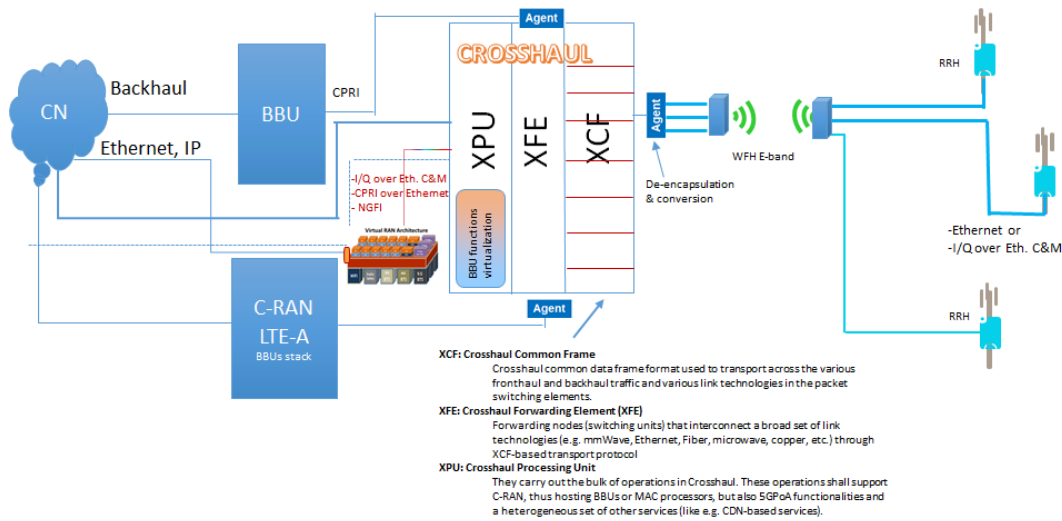 Agent
CROSSHAUL
CN
Backhaul
BBU
CPRI
Ethernet, IP
XPU
XFE
XCF
Agent
RRH
WFH E-band
-I/Q over Eth. C&M
-CPRI over Ethernet
- NGFI
De-encapsulation
& conversion
Virtual RAN Architecture
BBU functions
virtualization
-Ethernet or
-I/Q over Eth. C&M
C-RAN
LTE-A
BBUs stack
Agent
RRH
XCF: Crosshaul Common Frame
Crosshaul common data frame format used to transport across the various
fronthaul and backhaul traffic and various link technologies in the packet
switching elements.
XFE: Crosshaul Forwarding Element (XFE)
Forwarding nodes (switching units) that interconnect a broad set of link
technologies (e.g. mmWave, Ethernet, Fiber, microwave, copper, etc.) through
XCF-based transport protocol
XPU: Crosshaul Processing Unit
They carry out the bulk of operations in Crosshaul. These operations shall support
C-RAN, thus hosting BBUs or MAC processors, but also 5GPoA functionalities and
a heterogeneous set of other services (like e.g. CDN-based services).